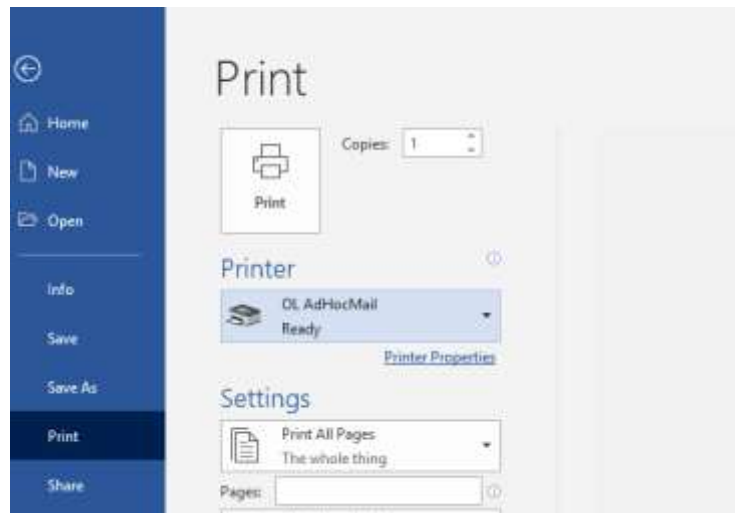 Home
New
Open
Info
Save
Save As
Print
Share
Print
Print
Copies: 1
Printer
OL AdHocMail
Ready
Printer Properties
Settings
Print All Pages
The whole thing
Pages: